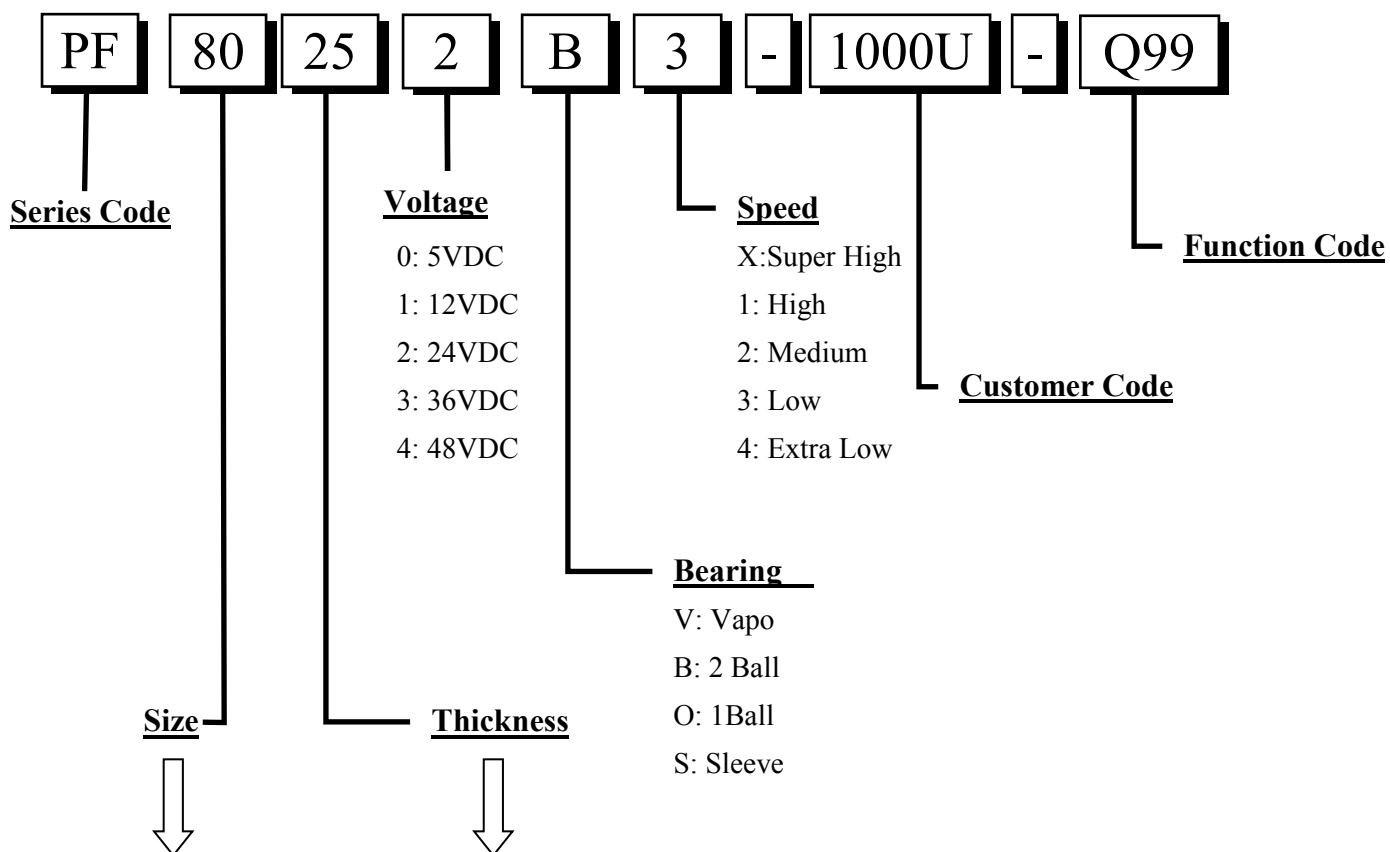 PF 80 25 2 B 3 - 1000U - Q99
Series Code
Voltage
0: 5VDC
1: 12VDC
2: 24VDC
3: 36VDC
4: 48VDC
Speed
X:Super High
1: High
2: Medium
3: Low
4: Extra Low
Function Code
Customer Code
Bearing
V: Vapo
B: 2 Ball
O: 1Ball
S: Sleeve
Size
Thickness